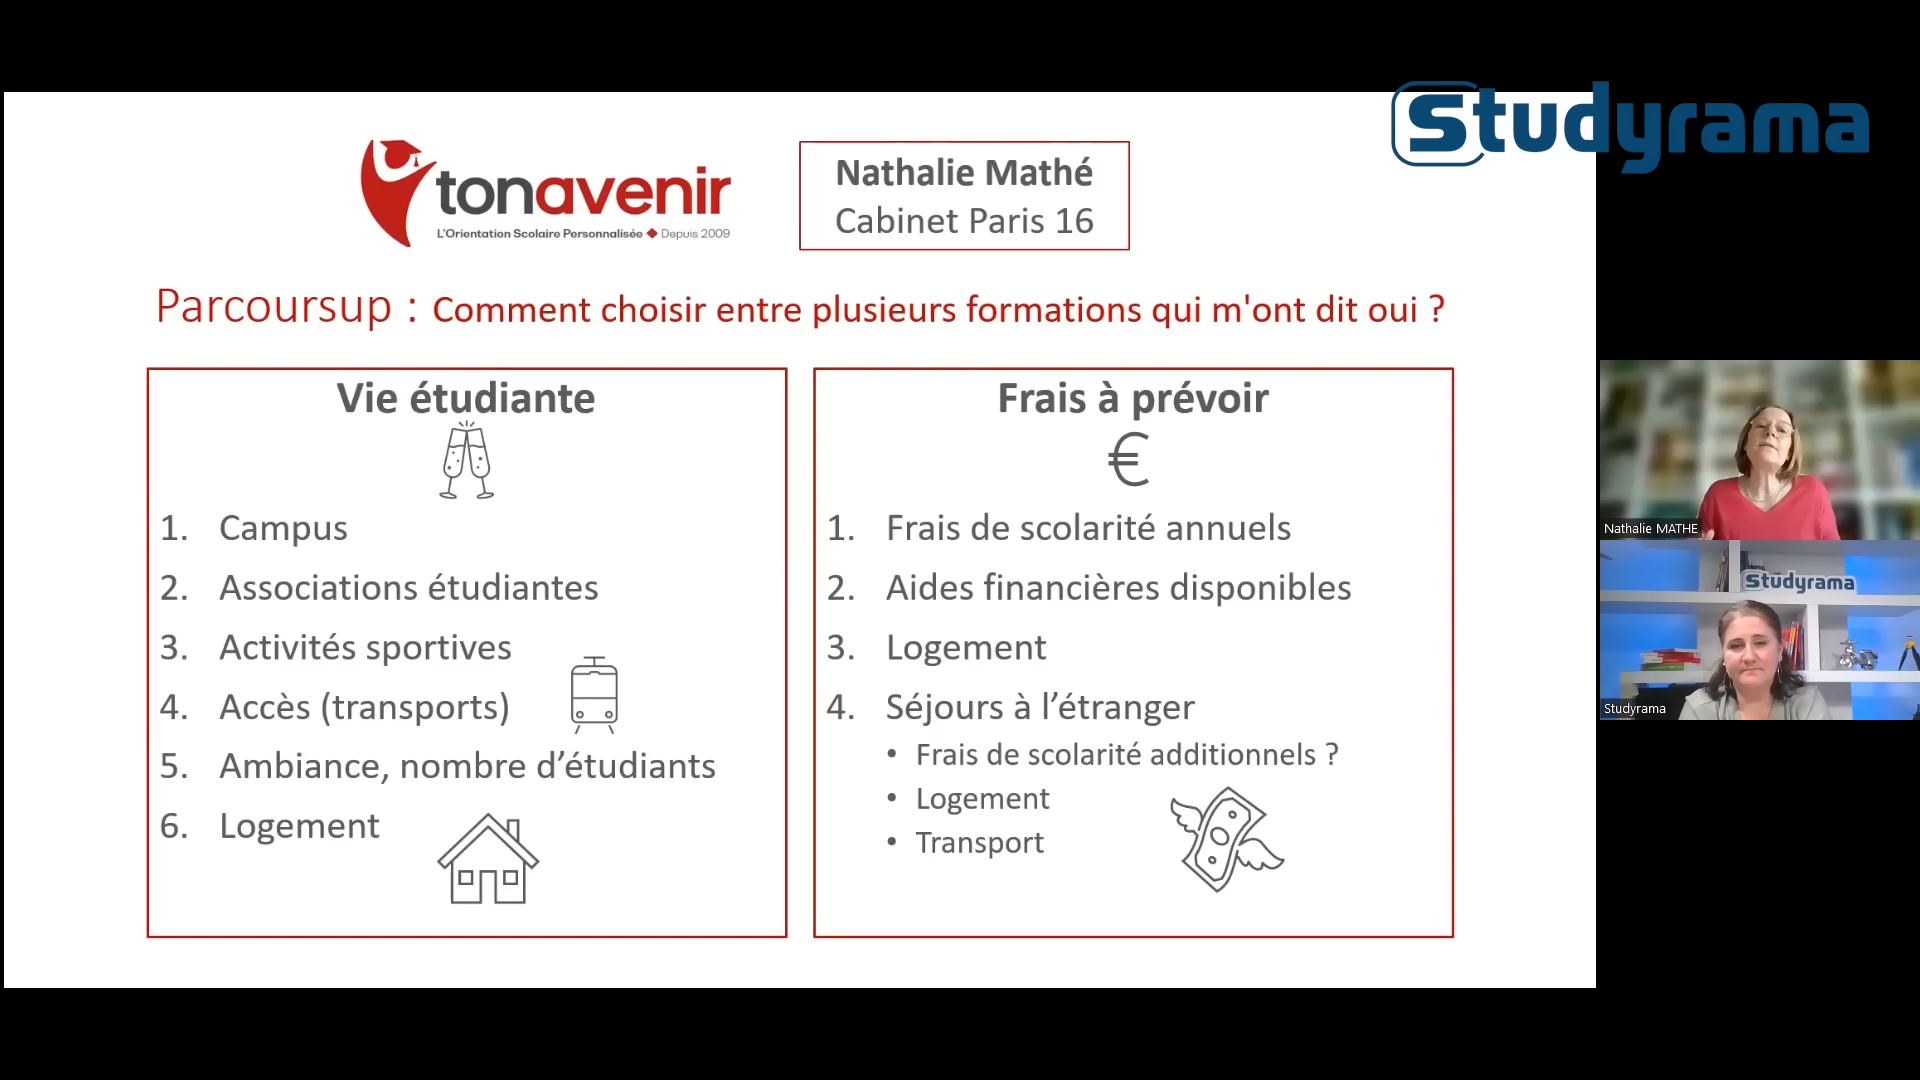 Studyrama
tonavenir
L'Orientation Scolaire Personnalisée ◆ Depuis 2009
Nathalie Mathé
Cabinet Paris 16
Parcoursup : Comment choisir entre plusieurs formations qui m'ont dit oui ?
Vie étudiante
1. Campus
2. Associations étudiantes
3. Activités sportives
4. Accès (transports)
5. Ambiance, nombre d’étudiants
6. Logement
Frais à prévoir
€
1. Frais de scolarité annuels
2. Aides financières disponibles
3. Logement
4. Séjours à l’étranger
• Frais de scolarité additionnels ?
• Logement
• Transport
Nathalie MATHE
Studyrama
Studyrama